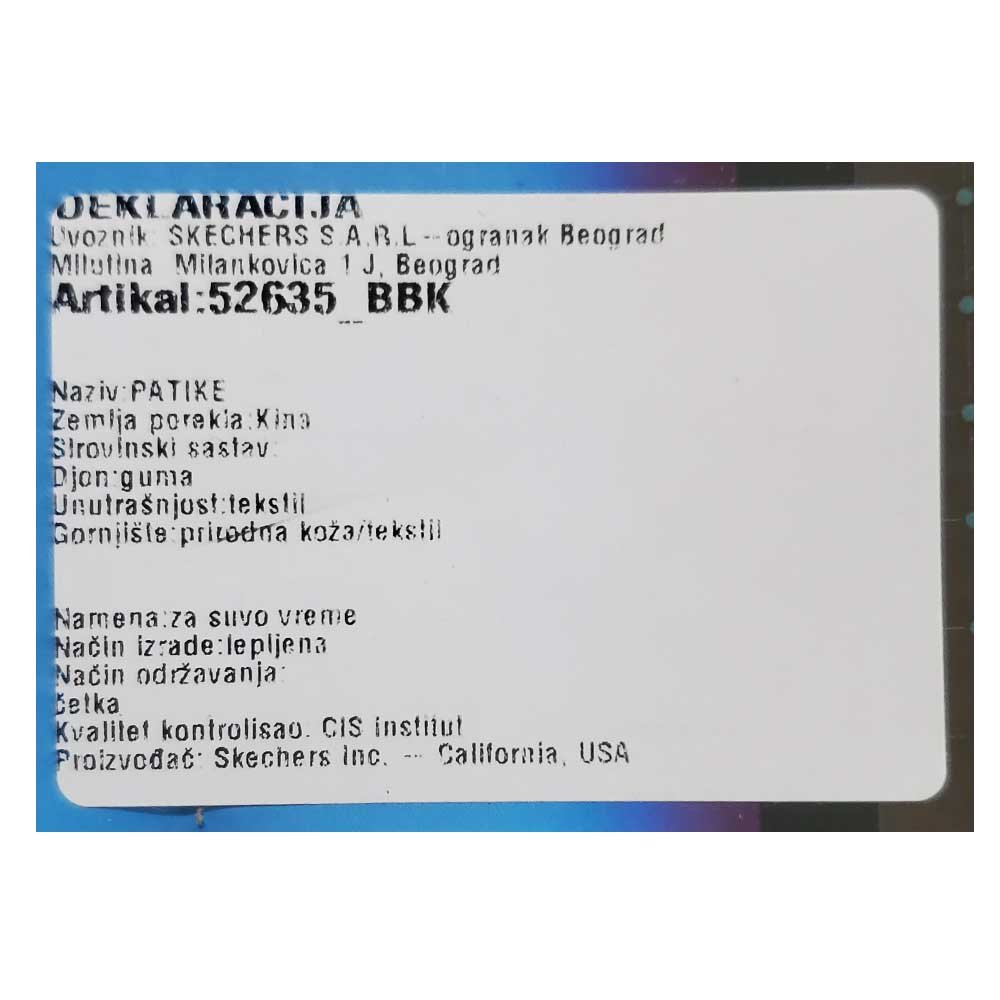 DEKLARACIJA
Uvoznik: SKECHERS S.A.R.L -- ogranak Beograd
Milutina Milankovica 1 J, Beograd
Artikal:52635_BBK
Naziv:PATIKE
Zemlja porekla:Kina
Sirovinski sastav:
Djon:guma
Unutrašnjost:tekstil
Gornjište:prirodna koža/tekstil
Namena:za suvo vreme
Način izrade:lepljena
Način održavanja:
četka
Kvalitet kontrolisao: CIS institut
Proizvođač: Skechers Inc. -- California, USA